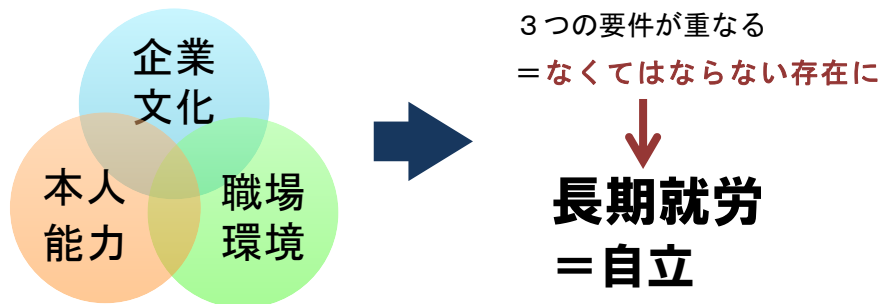 企業
文化
本人
能力
職場
環境
３つの要件が重なる
＝なくてはならない存在に
長期就労
＝自立